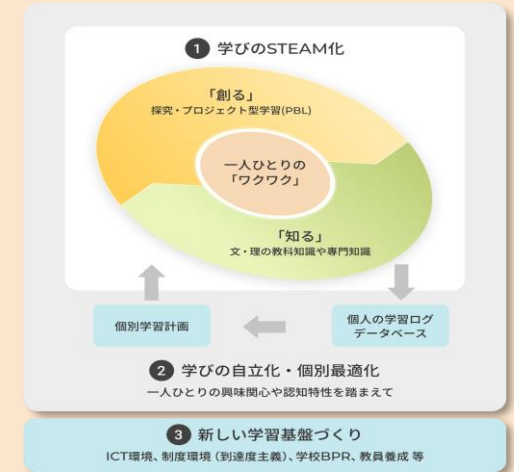 1 学びのSTEAM化
「創る」
探究・プロジェクト型学習(PBL)
一人ひとりの
「ワクワク」
「知る」
文・理の教科知識や専門知識
個別学習計画
個人の学習ログ
データベース
2 学びの自立化・個別最適化
一人ひとりの興味関心や認知特性を踏まえて
3 新しい学習基盤づくり
ICT環境、制度環境(到達度主義)、学校BPR、教員養成 等